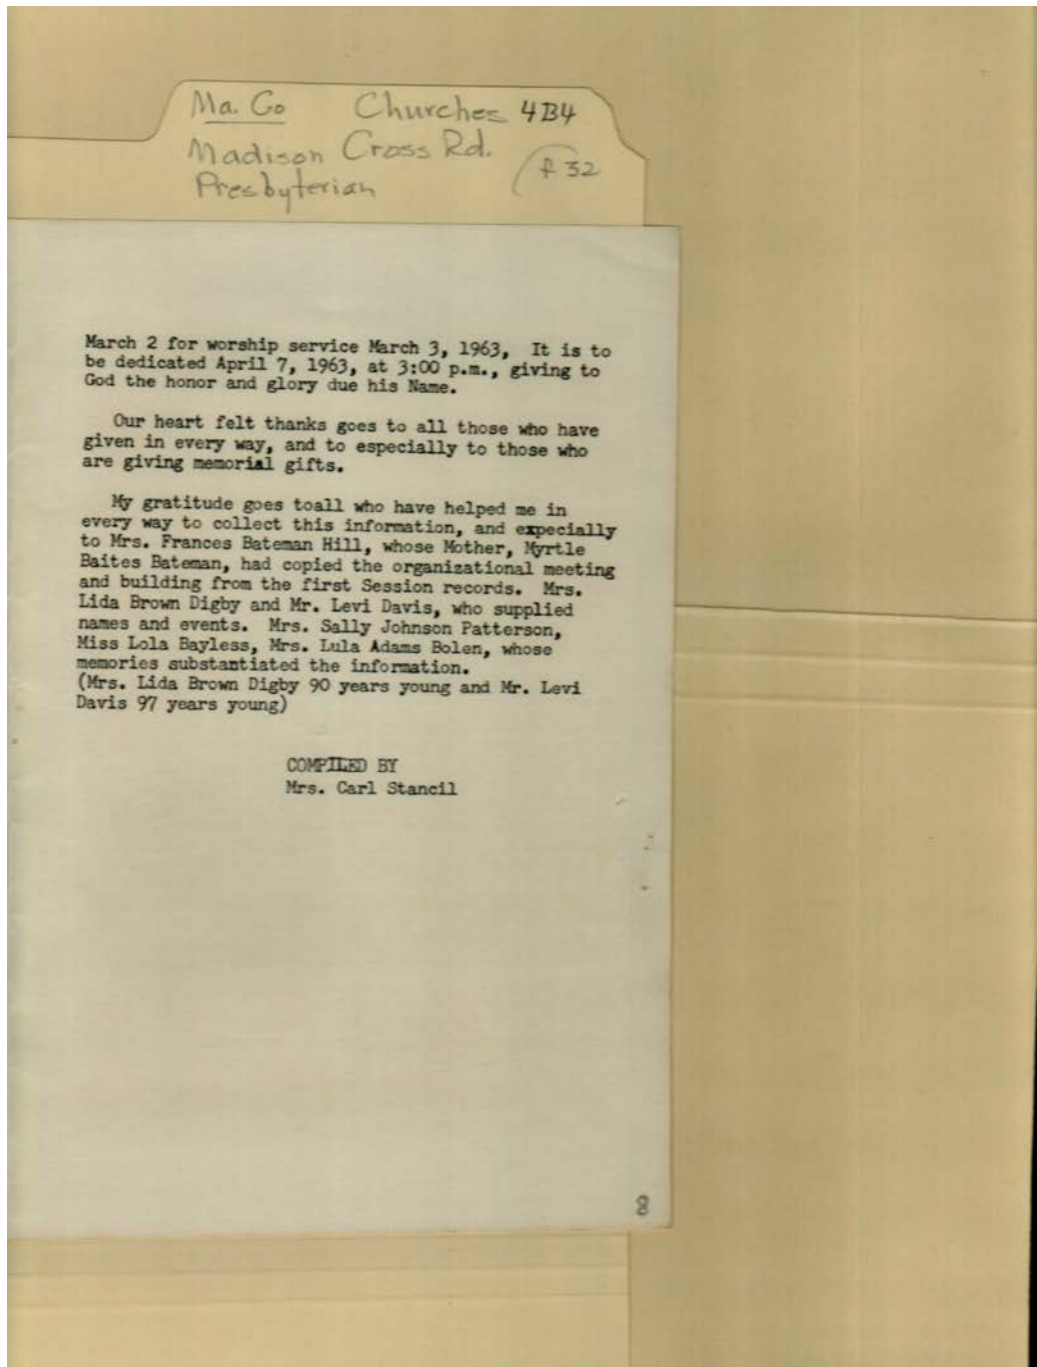 Ma. Co Churches 4B4
Madison Cross Rd.
Presbyterian
f 32
March 2 for worship service March 3, 1963, It is to
be dedicated April 7, 1963, at 3:00 p.m., giving to
God the honor and glory due his Name.
Our heart felt thanks goes to all those who have
given in every way, and to especially to those who
are giving memorial gifts.
My gratitude goes toall who have helped me in
every way to collect this information, and expecially
to Mrs. Frances Bateman Hill, whose Mother, Myrtle
Baites Bateman, had copied the organizational meeting
and building from the first Session records. Mrs.
Lida Brown Digby and Mr. Levi Davis, who supplied
names and events. Mrs. Sally Johnson Patterson,
Miss Lola Bayless, Mrs. Lula Adams Bolen, whose
memories substantiated the information.
(Mrs. Lida Brown Digby 90 years young and Mr. Levi
Davis 97 years young)
COMPILED BY
Mrs. Carl Stancil
8